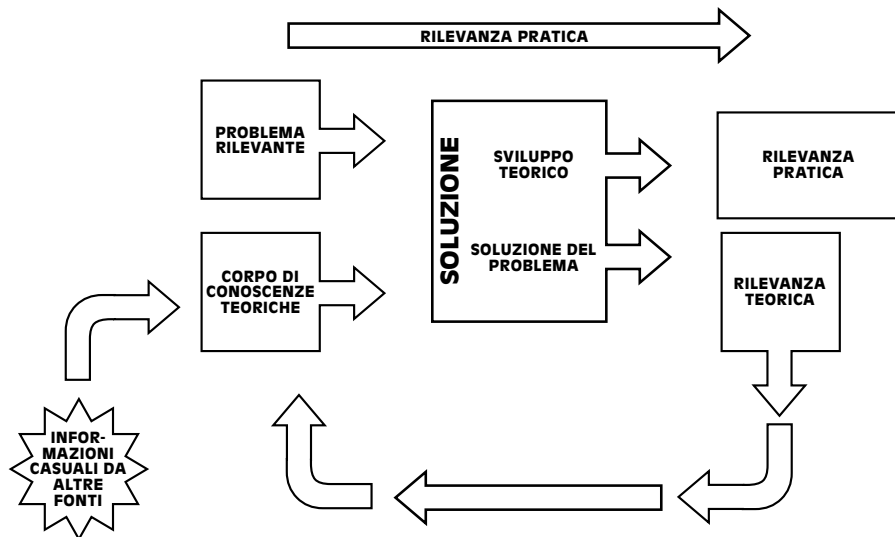 RILEVANZA PRATICA
PROBLEMA
RILEVANTE
SOLUZIONE
SVILUPPO
TEORICO
SOLUZIONE DEL
PROBLEMA
RILEVANZA
PRATICA
RILEVANZA
TEORICA
CORPO DI
CONOSCENZE
TEORICHE
INFOR-
MAZIONI
CASUALI DA
ALTRE
FONTI